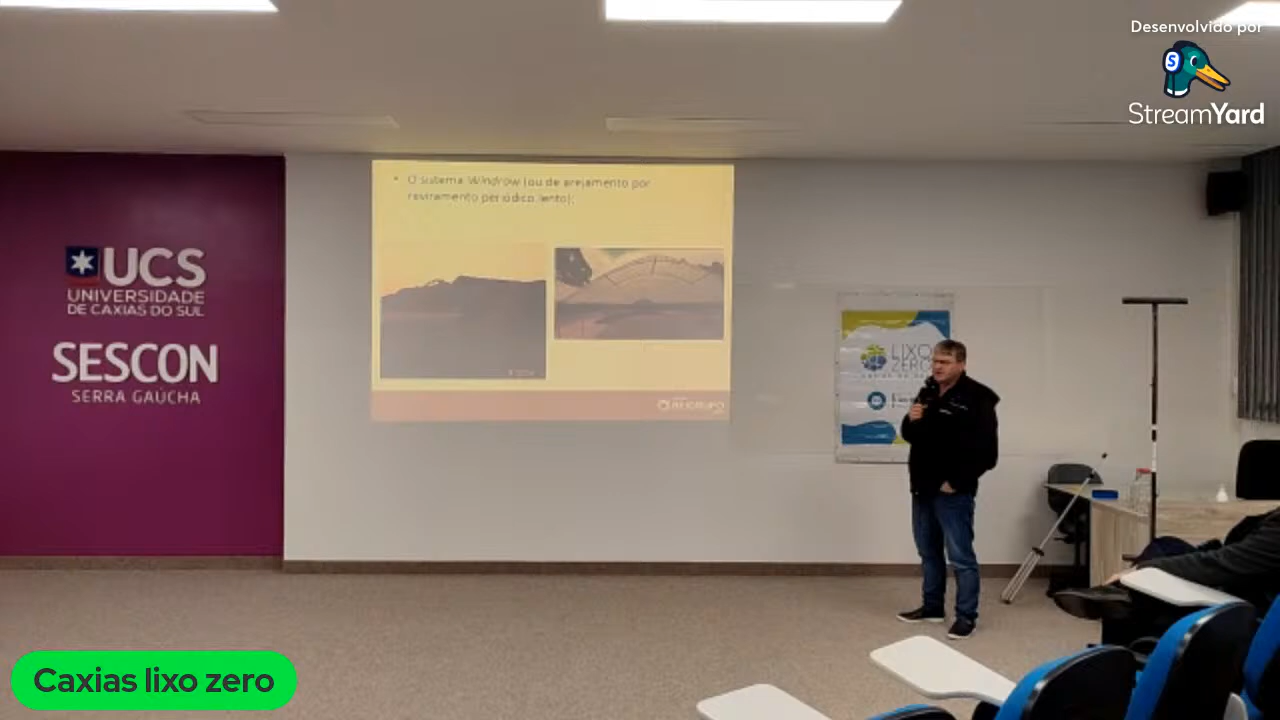 Desenvolvido por
StreamYard
• O sistema Windrow (ou de arejamento por
reviramento periódico lento);
UCS
UNIVERSIDADE
DE CAXIAS DO SUL
SESCON
SERRA GAÚCHA
LIXO
ZERO
Caxias lixo zero